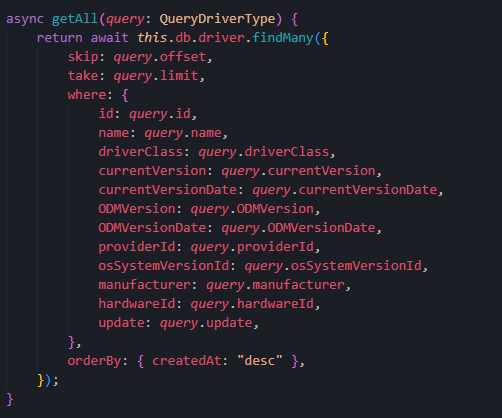 async getAll(query: QueryDriverType) {
return await this.db.driver.findMany({
skip: query.offset,
take: query.limit,
where: {
id: query.id,
name: query.name,
driverClass: query.driverClass,
currentVersion: query.currentVersion,
currentVersionDate: query.currentVersionDate,
ODMVersion: query.ODMVersion,
ODMVersionDate: query.ODMVersionDate,
providerId: query.providerId,
osSystemVersionId: query.osSystemVersionId,
manufacturer: query.manufacturer,
hardwareId: query.hardwareId,
update: query.update,
},
orderBy: { createdAt: "desc" },
});
}